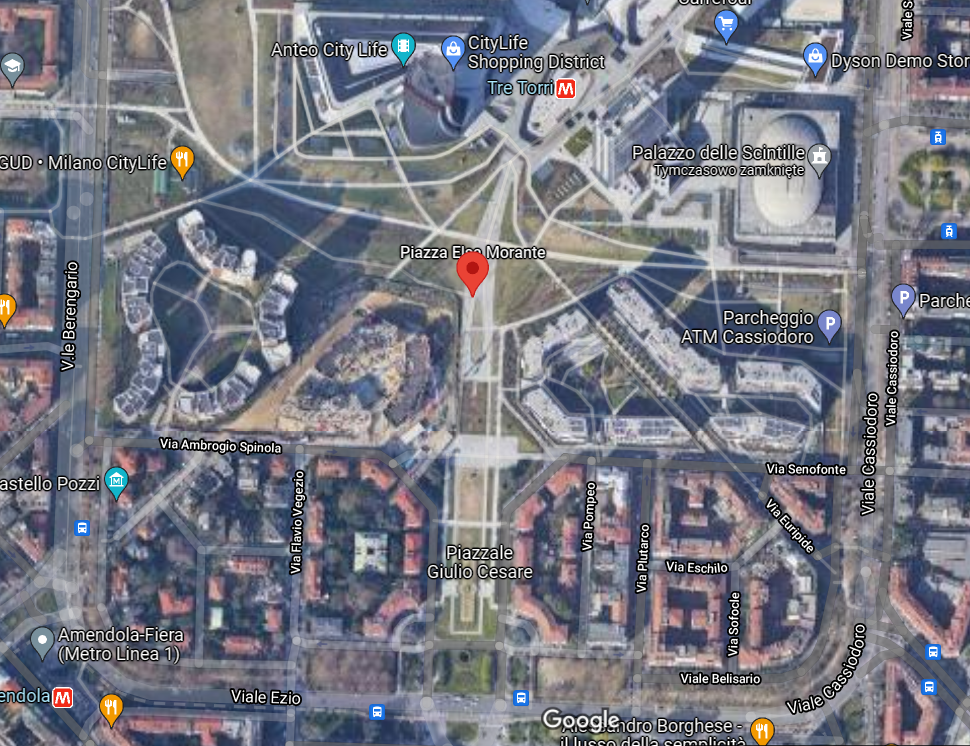 Carrefour
Viale S
Anteo City Life
CityLife
Shopping District
Dyson Demo Stor
Tre Torri M
GUD • Milano CityLife
Palazzo delle Scintille
Tymczasowo zamknięte
Piazza Elsa Morante
V.le Berengario
Parcheggio
ATM Cassiodoro
P
P
Parche
Viale Cassiodoro
Viale Cassiodoro
Via Ambrogio Spinola
Via Senofonte
astello Pozzi
Via Flavio Vegezio
Via Pompeo
Via Plutarco
Via Euripide
Piazzale
Giulio Cesare
Via Eschilo
Via Sofocle
Amendola-Fiera
(Metro Linea 1)
Viale Belisario
Viale Cassiodoro
endola M
Viale Ezio
Google
Alessandro Borghese -
il lusso della semplicità